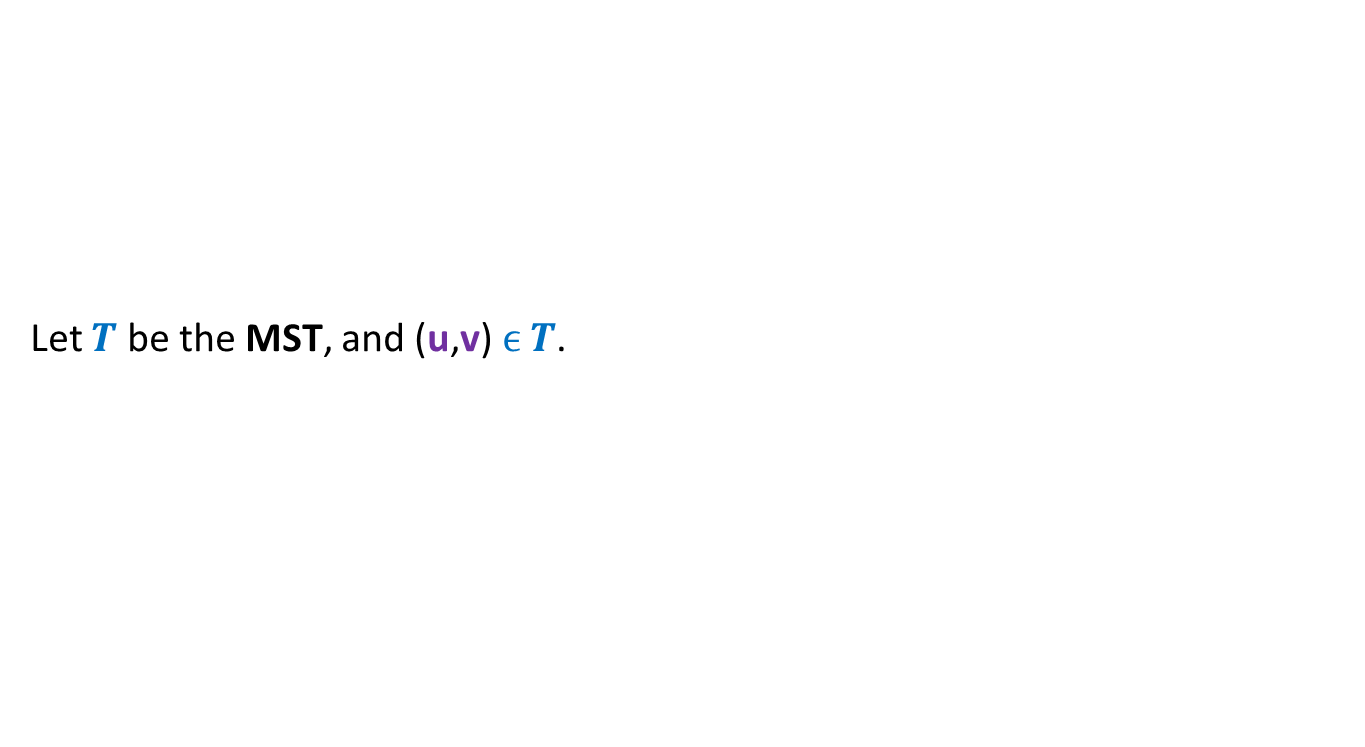 Let T be the MST, and (u,v) ϵ T.